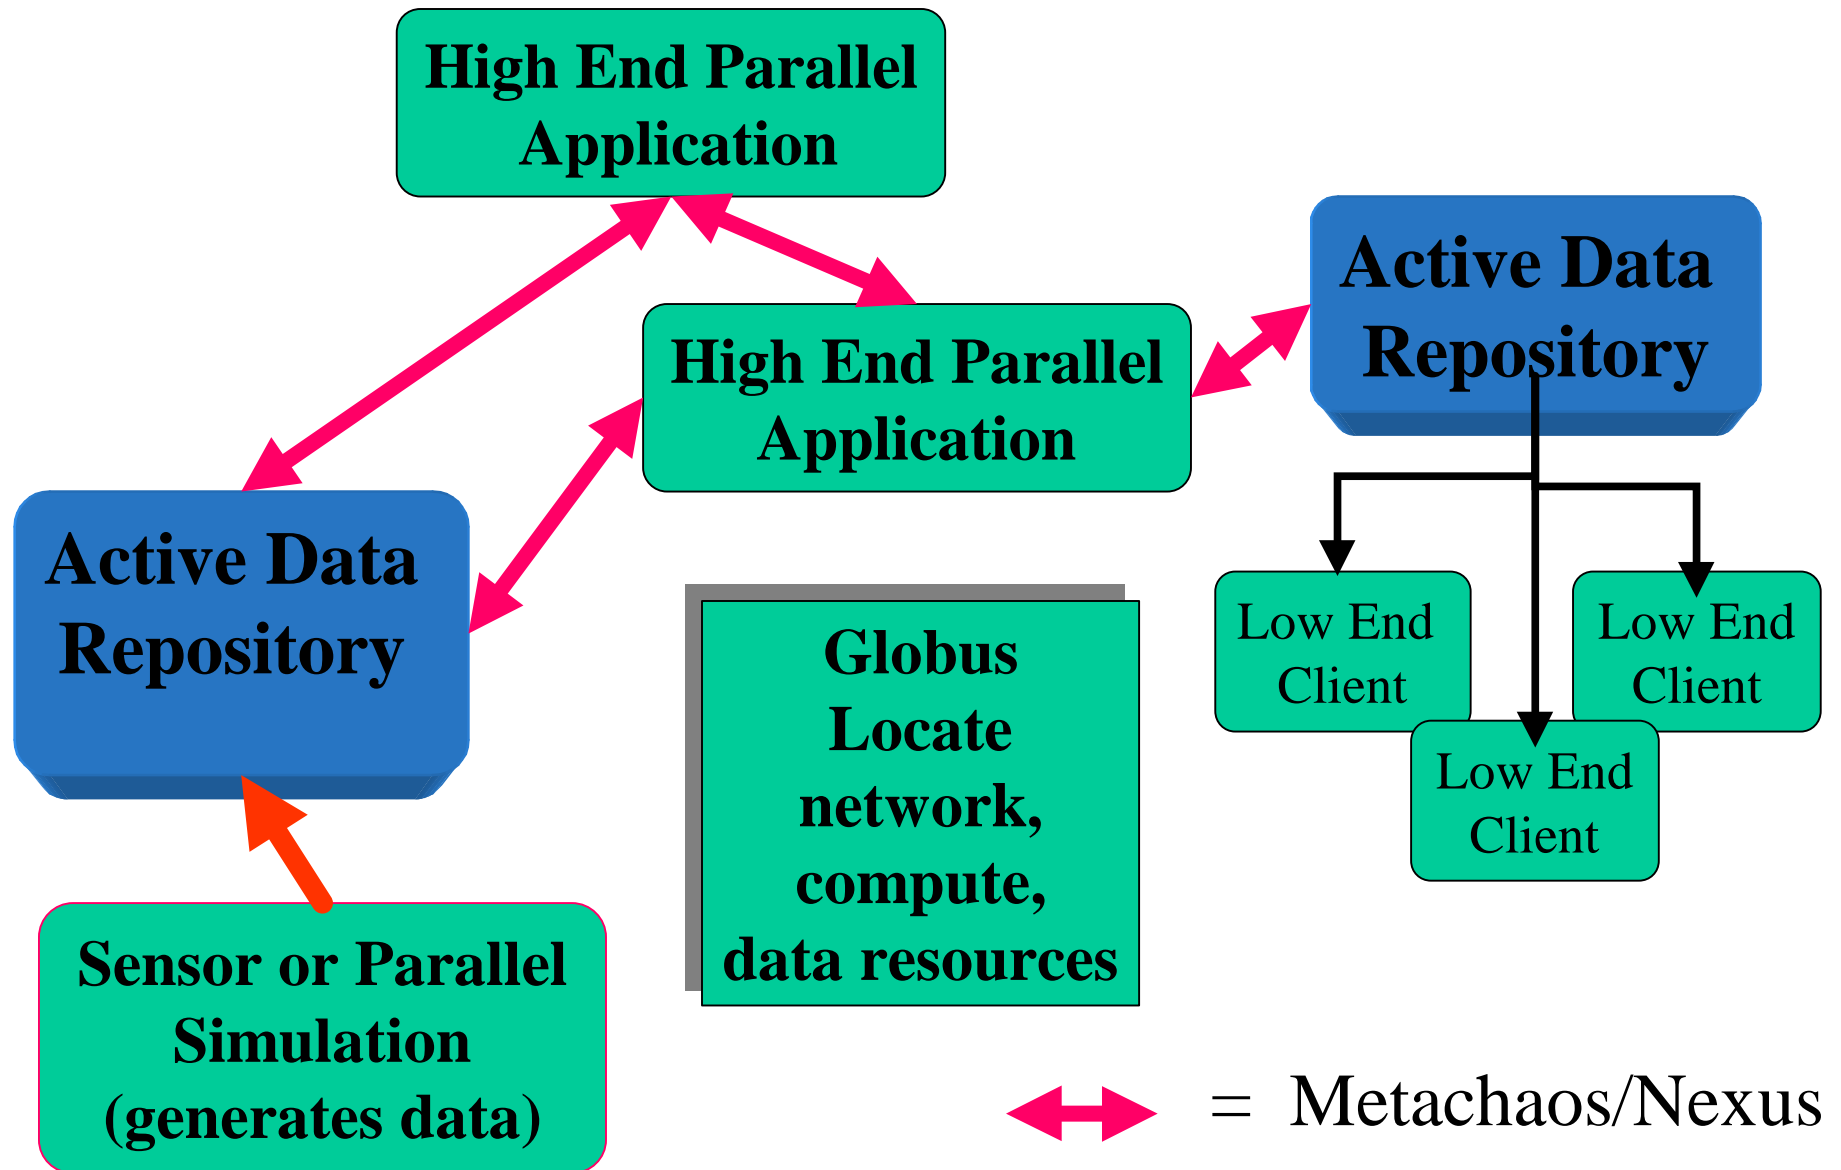 High End Parallel
Application
Active Data
Repository
High End Parallel
Application
Active Data
Repository
Globus
Locate
network,
compute,
data resources
Low End
Client
Low End
Client
Low End
Client
Sensor or Parallel
Simulation
(generates data)
= Metachaos/Nexus